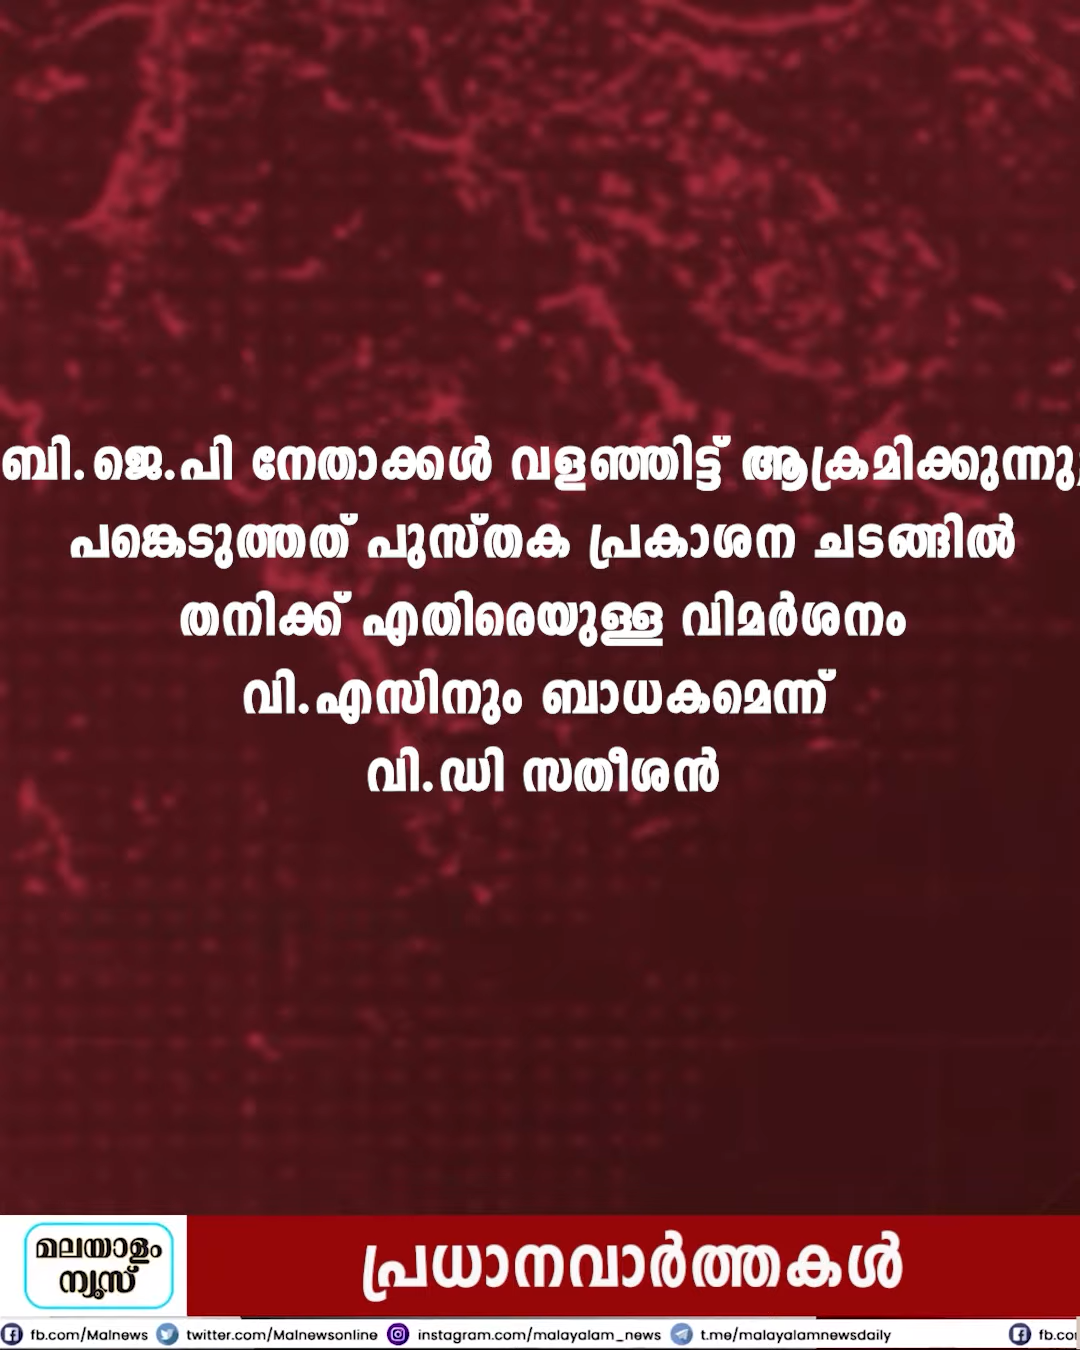 ബി.ജെ.പി നേതാക്കൾ വളഞ്ഞിട്ട് ആക്രമിക്കുന്നു;
പങ്കെടുത്തത് പുസ്തക പ്രകാശന ചടങ്ങിൽ
തനിക്ക് എതിരെയുള്ള വിമർശനം
വി.എസിനും ബാധകമെന്ന്
വി.ഡി സതീശൻ
മലയാളം
ന്യൂസ്
പ്രധാനവാർത്തകൾ
fb.com/Malnews twitter.com/Malnewsonline instagram.com/malayalam_news t.me/malayalamnewsdaily